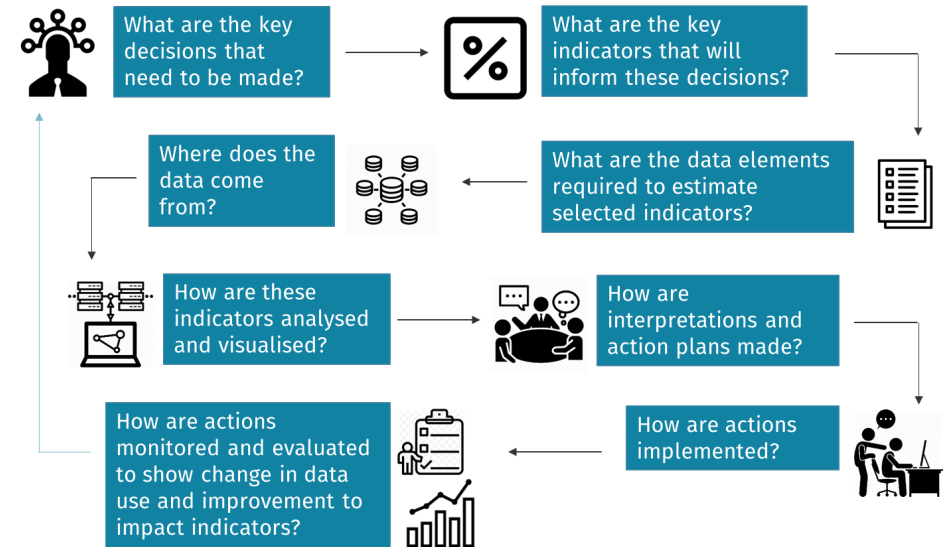 What are the key
decisions that
need to be made?
What are the key
indicators that will
inform these decisions?
What are the data elements
required to estimate
selected indicators?
Where does the
data come
from?
How are these
indicators analysed
and visualised?
How are
interpretations and
action plans made?
How are actions
implemented?
How are actions
monitored and evaluated
to show change in data
use and improvement to
impact indicators?